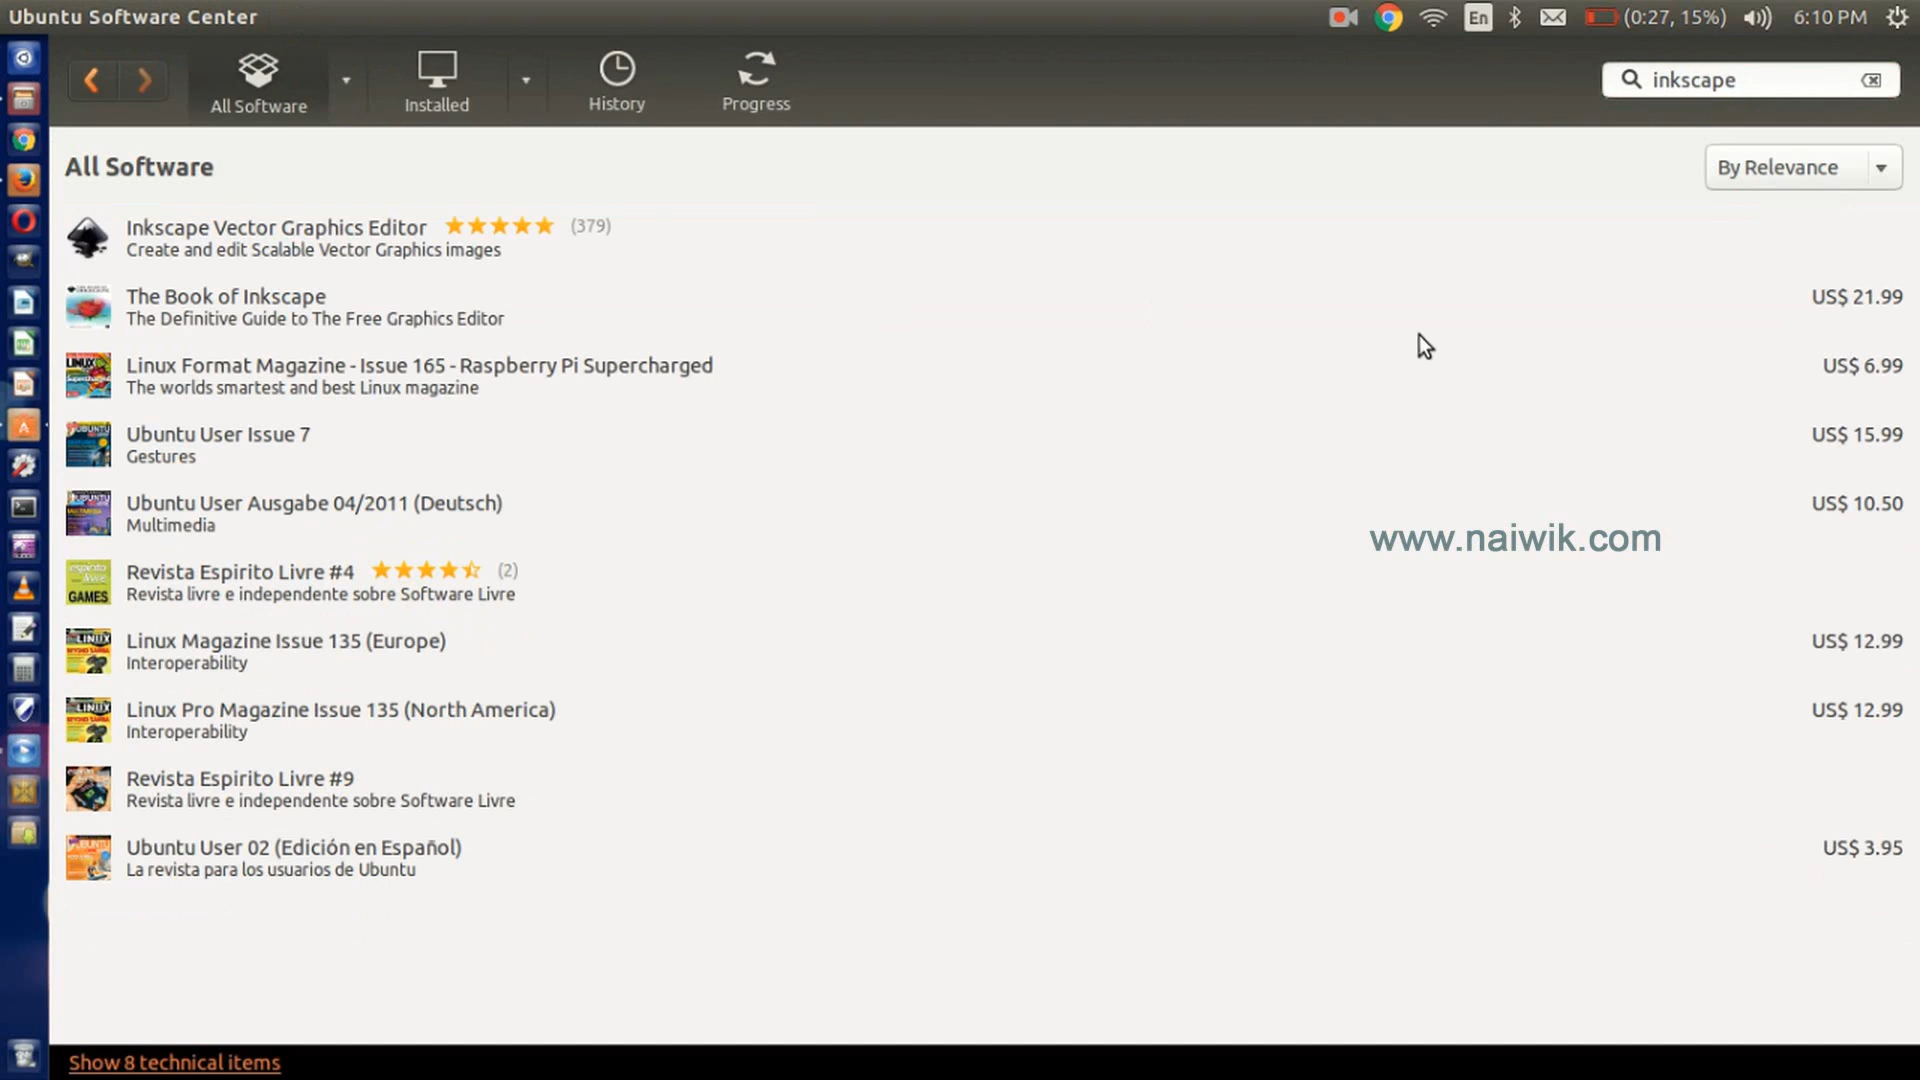 Ubuntu Software Center
En
(0:27, 15%)
6:10 PM
All Software
Installed
History
Progress
inkscape
All Software
By Relevance
Inkscape Vector Graphics Editor (379)
Create and edit Scalable Vector Graphics images
The Book of Inkscape US$ 21.99
The Definitive Guide to The Free Graphics Editor
Linux Format Magazine - Issue 165 - Raspberry Pi Supercharged US$ 6.99
The worlds smartest and best Linux magazine
Ubuntu User Issue 7 US$ 15.99
Gestures
Ubuntu User Ausgabe 04/2011 (Deutsch) US$ 10.50
Multimedia
www.naiwik.com
Revista Espirito Livre #4 (2)
Revista livre e independente sobre Software Livre
GAMES
Linux Magazine Issue 135 (Europe) US$ 12.99
Interoperability
Linux Pro Magazine Issue 135 (North America) US$ 12.99
Interoperability
Revista Espirito Livre #9
Revista livre e independente sobre Software Livre
Ubuntu User 02 (Edición en Español) US$ 3.95
La revista para los usuarios de Ubuntu
Show 8 technical items